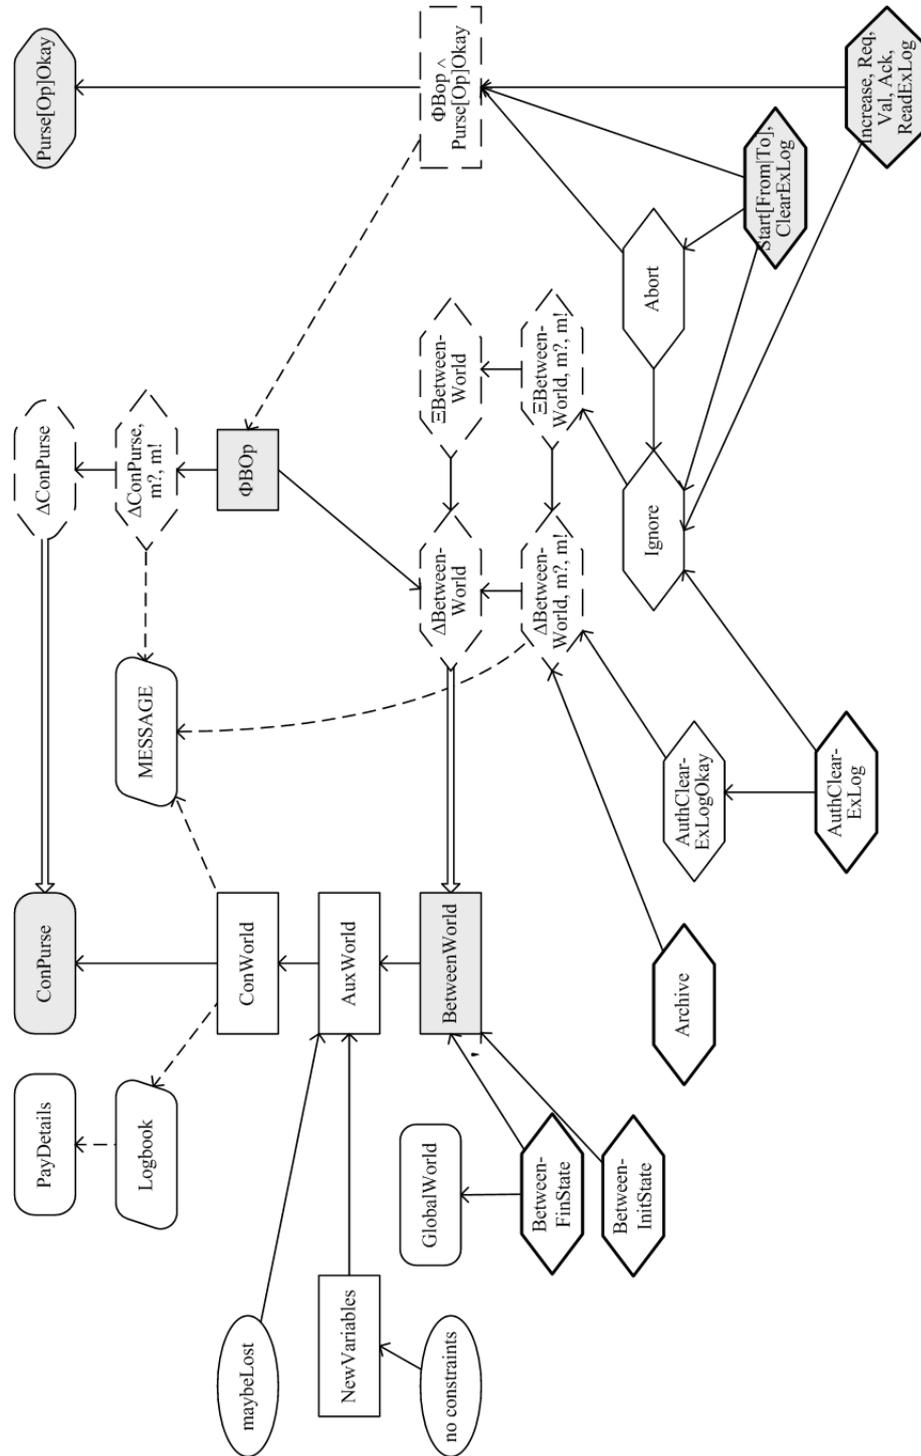 PayDetails
ConPurse
ΔConPurse
Purse[Op]Okay
Logbook
MESSAGE
ΔConPurse,
m?, m!
maybeLost
ConWorld
ΦBOp
NewVariables
AuxWorld
no constraints
GlobalWorld
BetweenWorld
ΔBetween-
World
ΞBetween-
World
ΦBop ^
Purse[Op]Okay
'
Between-
FinState
ΔBetween-
World, m?, m!
ΞBetween-
World, m?, m!
Between-
InitState
Archive
AuthClear-
ExLogOkay
Ignore
Abort
Start[From|To],
ClearExLog
AuthClear-
ExLog
Increase, Req,
Val, Ack,
ReadExLog